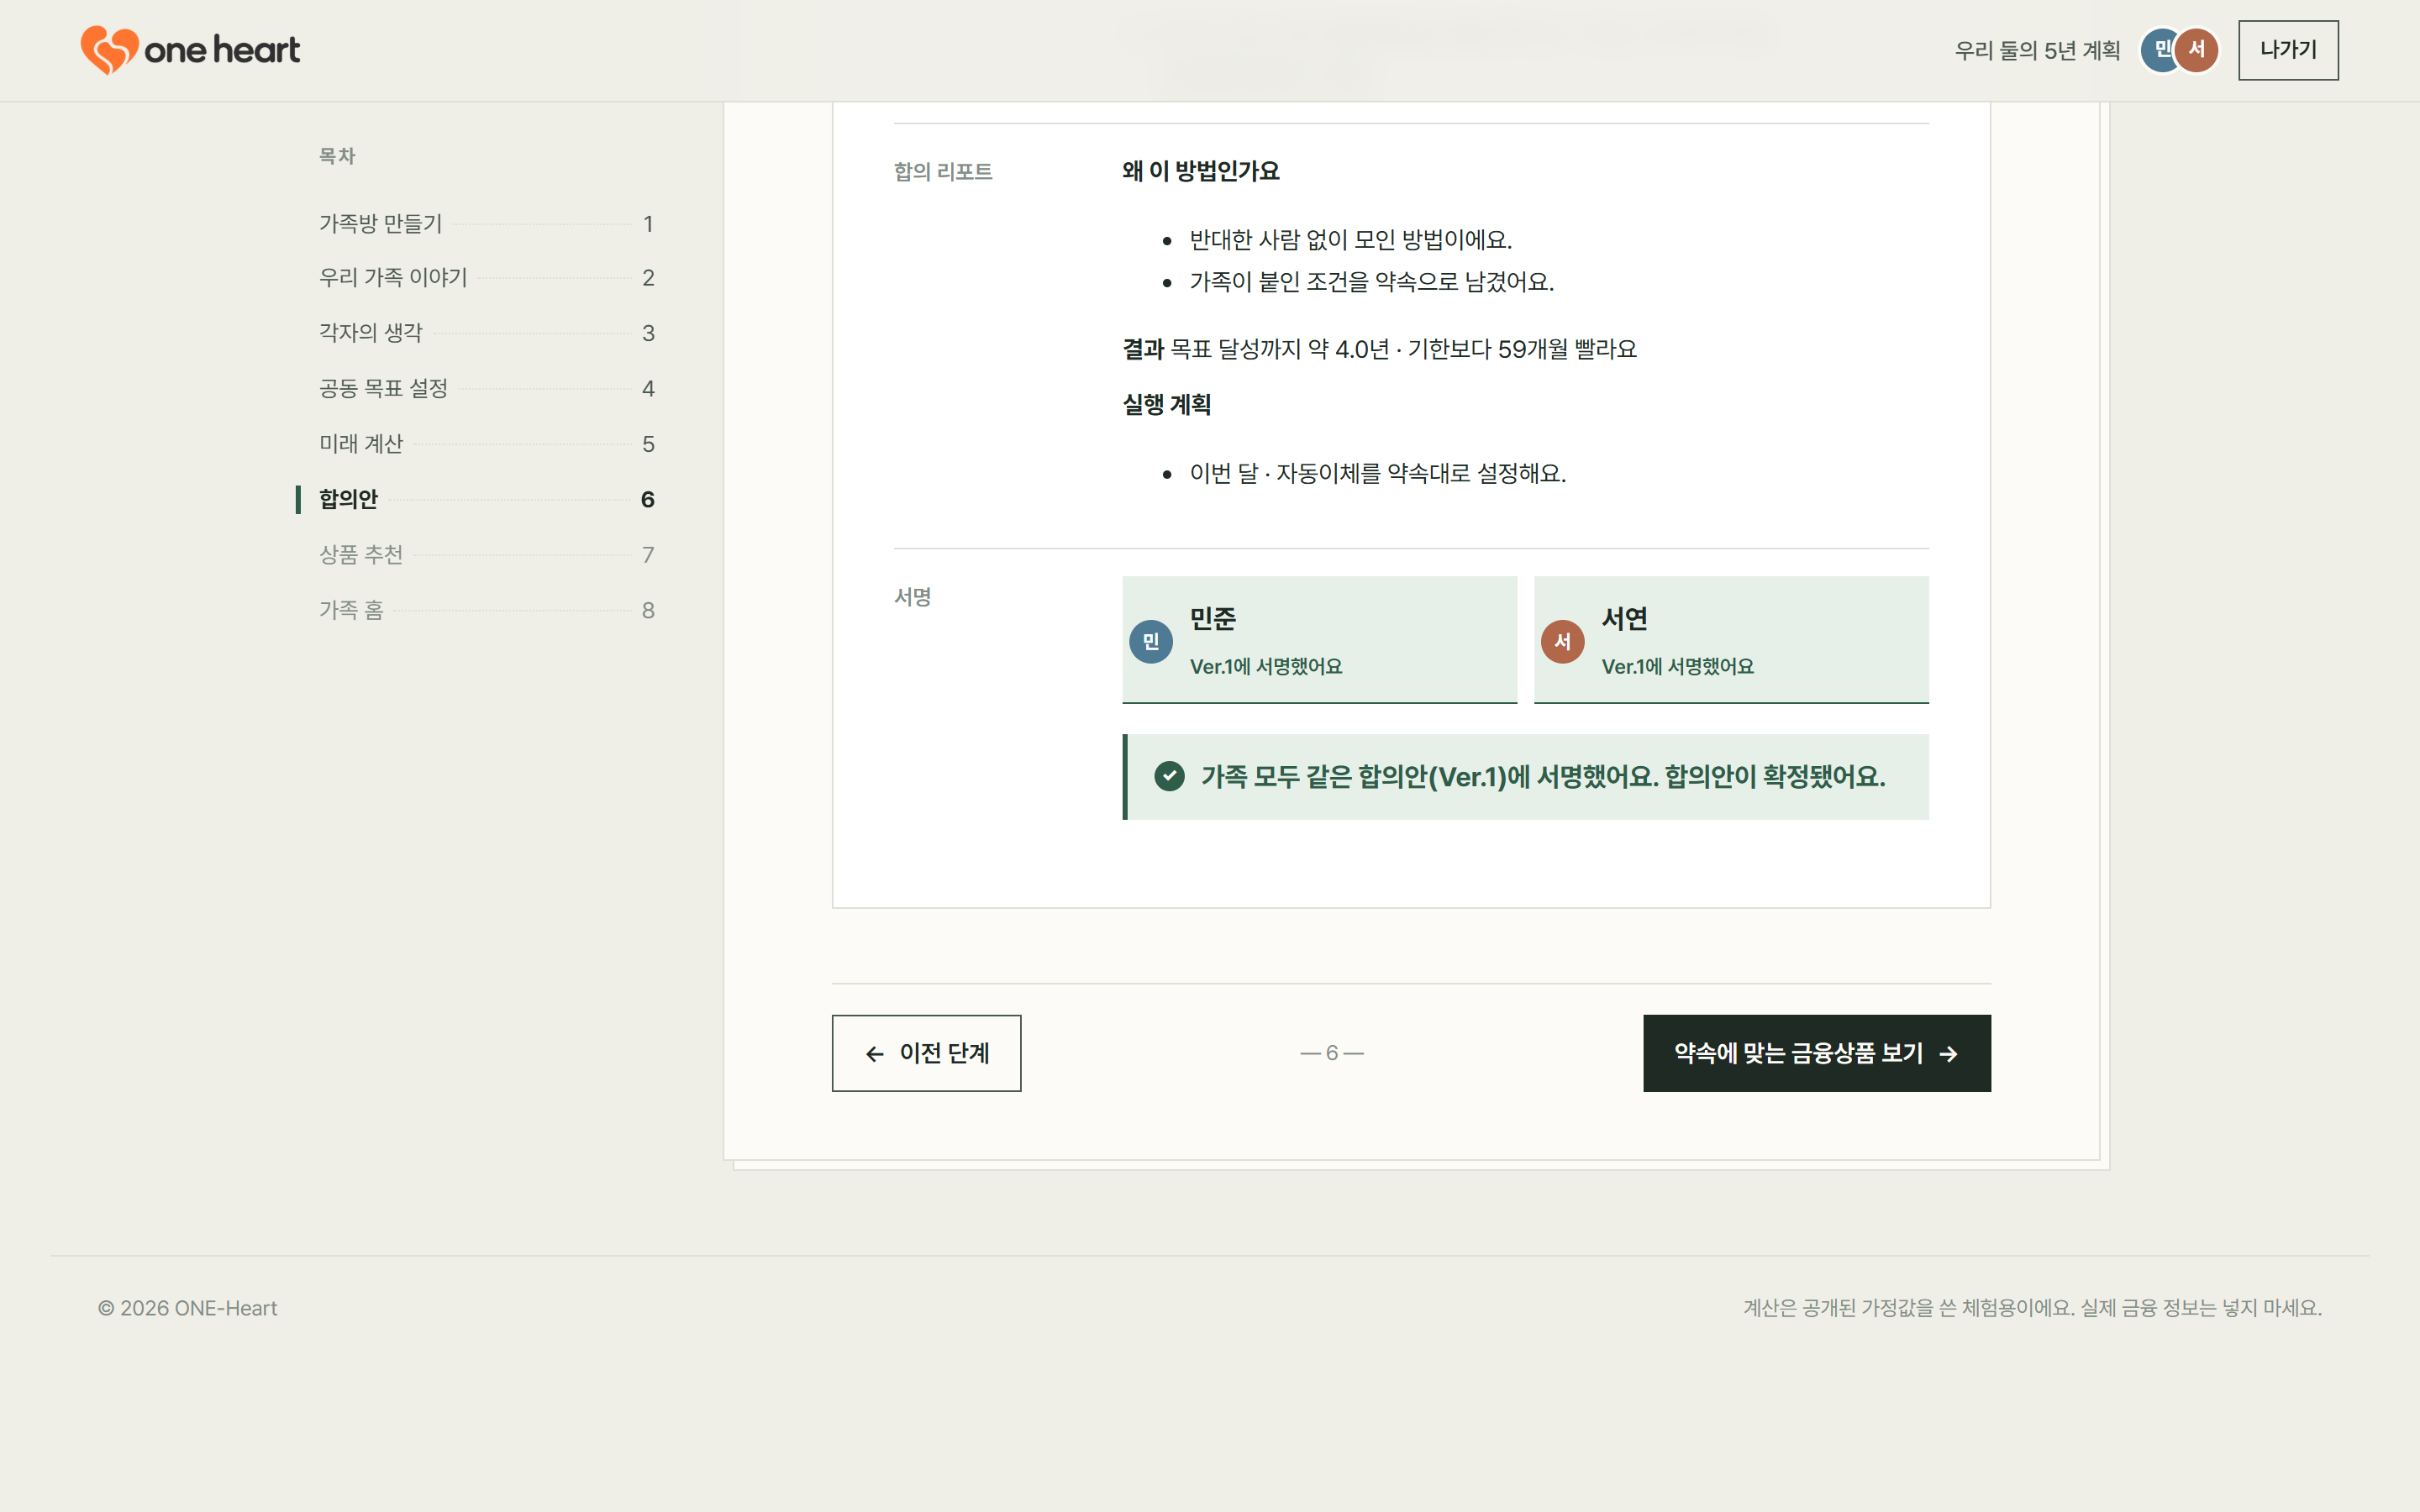 one heart
우리 둘의 5년 계획
민
서
나가기
목차
가족방 만들기 1
우리 가족 이야기 2
각자의 생각 3
공동 목표 설정 4
미래 계산 5
합의안 6
상품 추천 7
가족 홈 8
합의 리포트
왜 이 방법인가요
• 반대한 사람 없이 모인 방법이에요.
• 가족이 붙인 조건을 약속으로 남겼어요.
결과 목표 달성까지 약 4.0년 · 기한보다 59개월 빨라요
실행 계획
• 이번 달 · 자동이체를 약속대로 설정해요.
서명
민
민준
Ver.1에 서명했어요
서
서연
Ver.1에 서명했어요
가족 모두 같은 합의안(Ver.1)에 서명했어요. 합의안이 확정됐어요.
← 이전 단계
— 6 —
약속에 맞는 금융상품 보기 →
© 2026 ONE-Heart
계산은 공개된 가정값을 쓴 체험용이에요. 실제 금융 정보는 넣지 마세요.